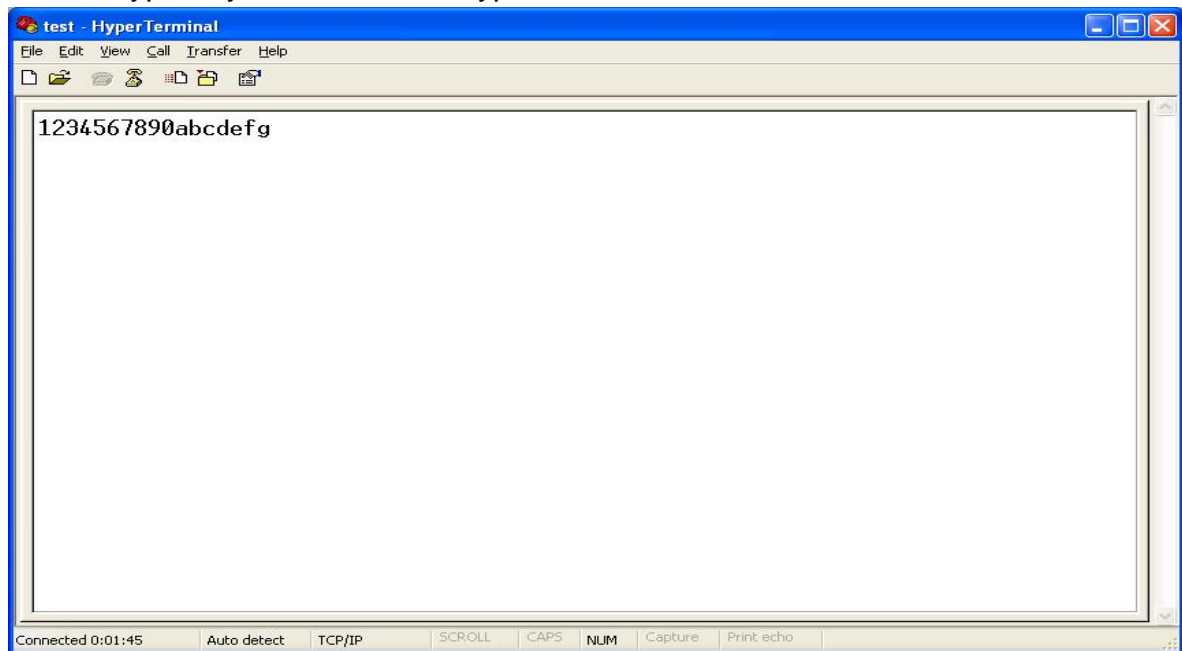 test - HyperTerminal
File Edit View Call Transfer Help
1234567890abcdefg
Connected 0:01:45 Auto detect TCP/IP SCROLL CAPS NUM Capture Print echo